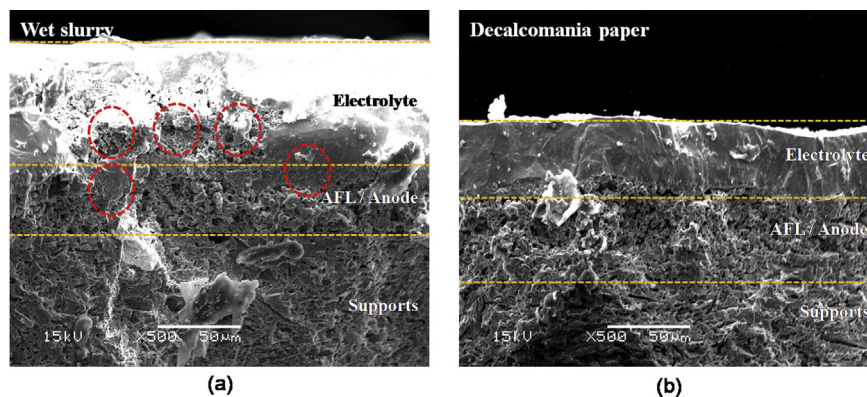 Wet slurry
Electrolyte
AFL / Anode
Supports
15kV X500 50µm
(a)
Decalcomania paper
Electrolyte
AFL / Anode
Supports
15kV X500 50µm
(b)